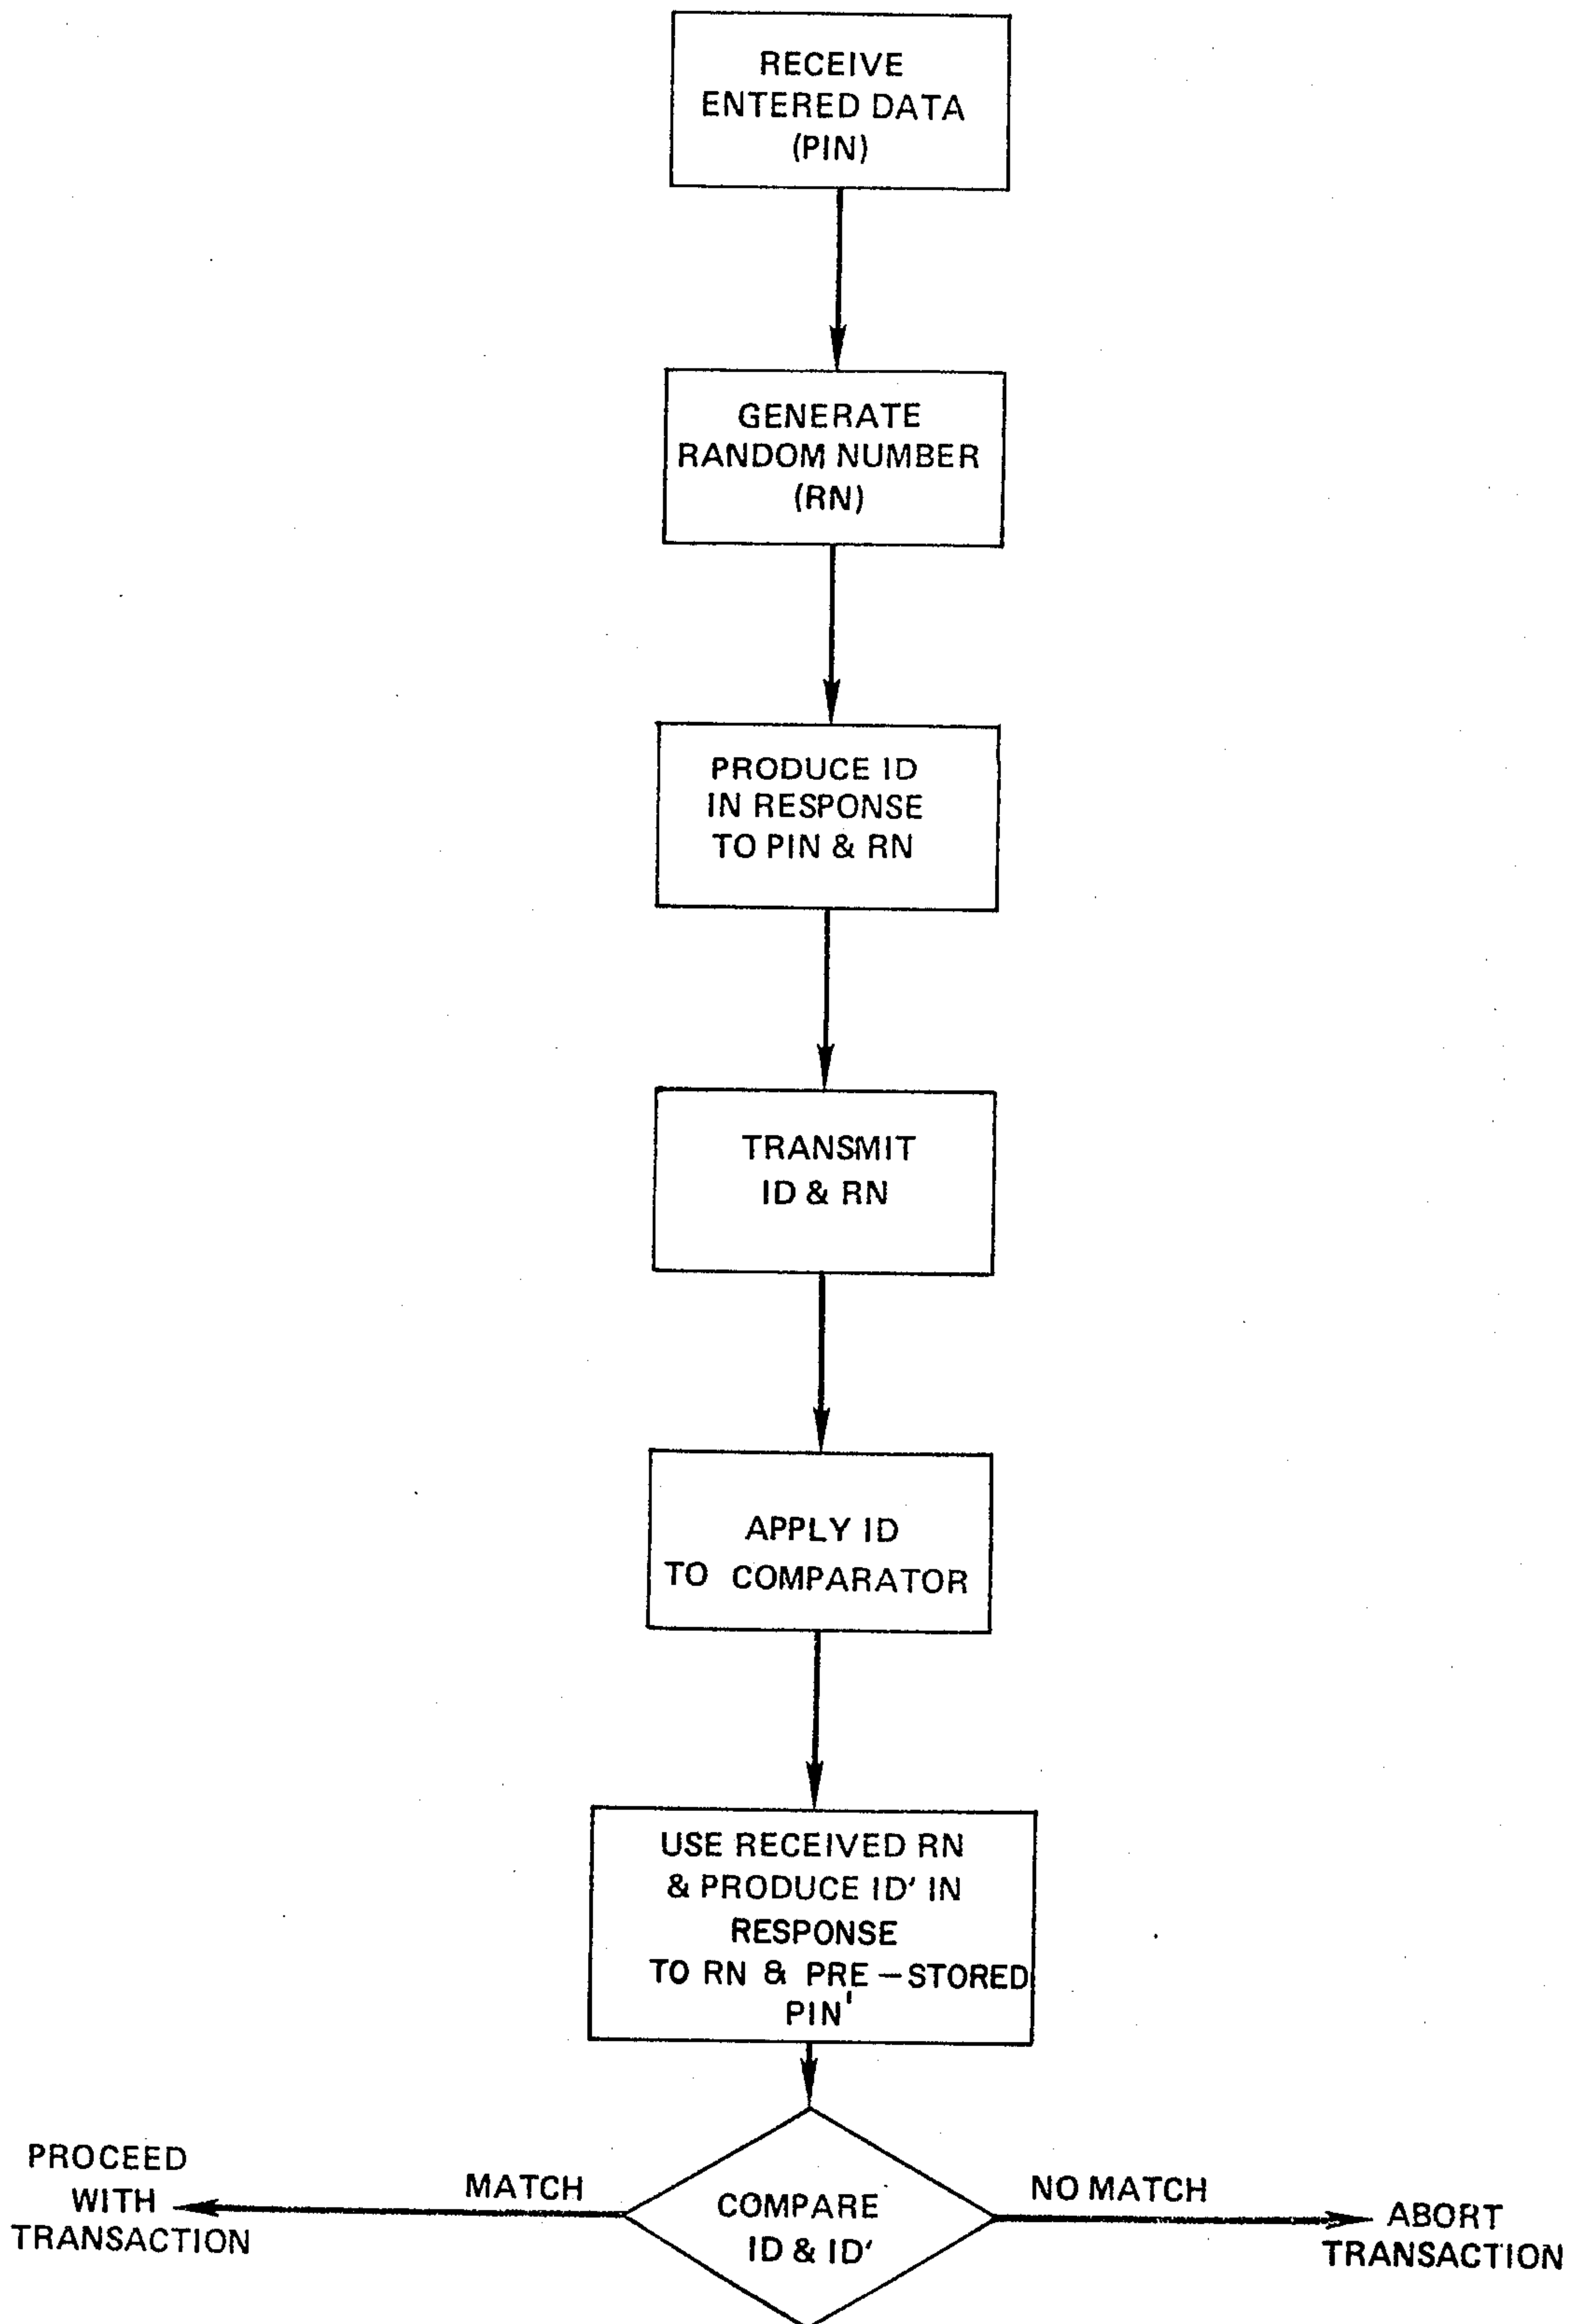 RECEIVE
ENTERED DATA
(PIN)
GENERATE
RANDOM NUMBER
(RN)
PRODUCE ID
IN RESPONSE
TO PIN & RN
TRANSMIT
ID & RN
APPLY ID
TO COMPARATOR
USE RECEIVED RN
& PRODUCE ID' IN
RESPONSE
TO RN & PRE-STORED
PIN'
PROCEED
WITH
TRANSACTION
MATCH
COMPARE
ID & ID'
NO MATCH
ABORT
TRANSACTION